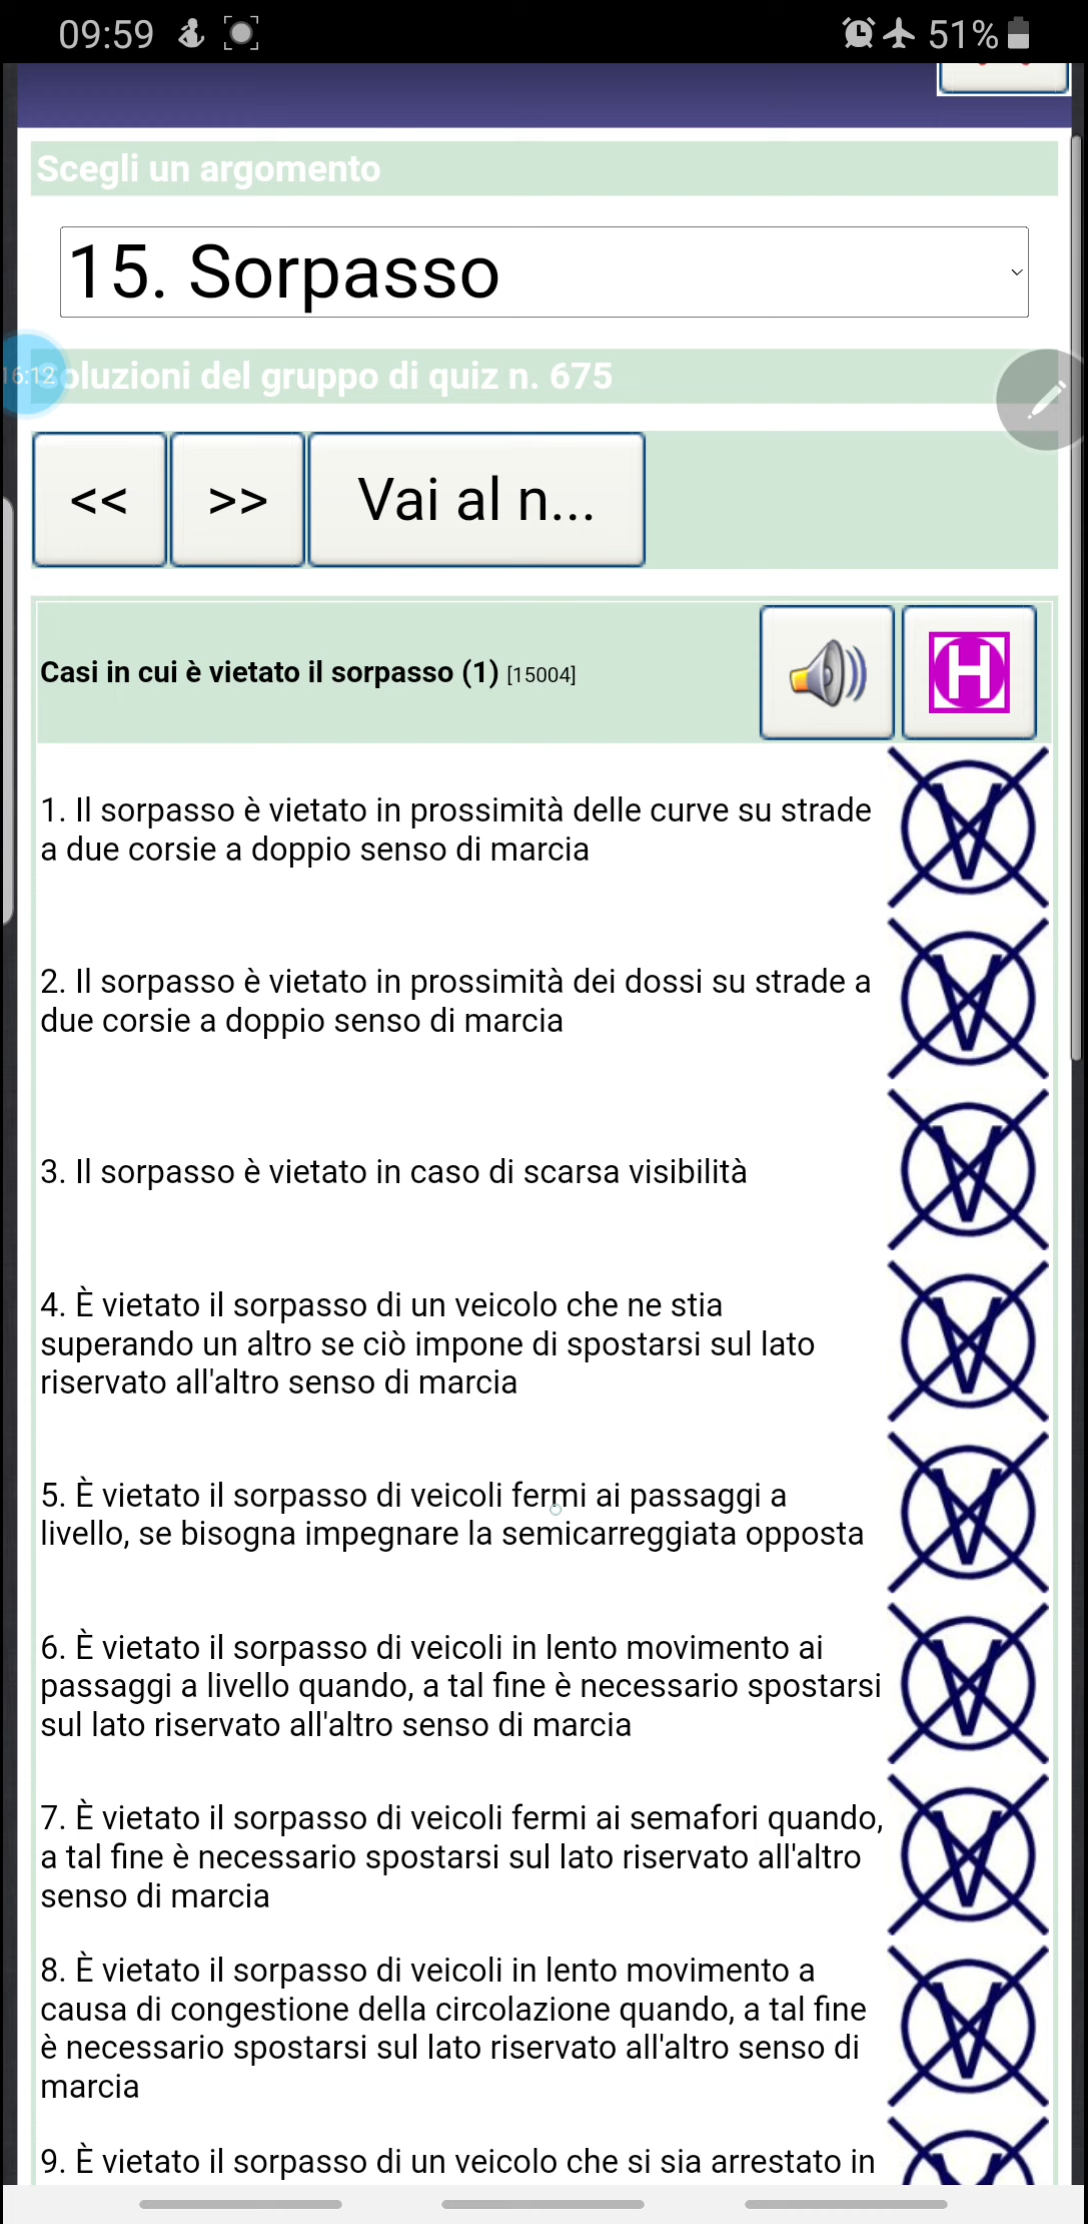 09:59
51%
Scegli un argomento
15. Sorpasso
16:12
Soluzioni del gruppo di quiz n. 675
<< >> Vai al n...
Casi in cui è vietato il sorpasso (1) [15004]
H
1. Il sorpasso è vietato in prossimità delle curve su strade
a due corsie a doppio senso di marcia
V
2. Il sorpasso è vietato in prossimità dei dossi su strade a
due corsie a doppio senso di marcia
V
3. Il sorpasso è vietato in caso di scarsa visibilità
V
4. È vietato il sorpasso di un veicolo che ne stia
superando un altro se ciò impone di spostarsi sul lato
riservato all'altro senso di marcia
V
5. È vietato il sorpasso di veicoli fermi ai passaggi a
livello, se bisogna impegnare la semicarreggiata opposta
V
6. È vietato il sorpasso di veicoli in lento movimento ai
passaggi a livello quando, a tal fine è necessario spostarsi
sul lato riservato all'altro senso di marcia
V
7. È vietato il sorpasso di veicoli fermi ai semafori quando,
a tal fine è necessario spostarsi sul lato riservato all'altro
senso di marcia
V
8. È vietato il sorpasso di veicoli in lento movimento a
causa di congestione della circolazione quando, a tal fine
è necessario spostarsi sul lato riservato all'altro senso di
marcia
V
9. È vietato il sorpasso di un veicolo che si sia arrestato in
V